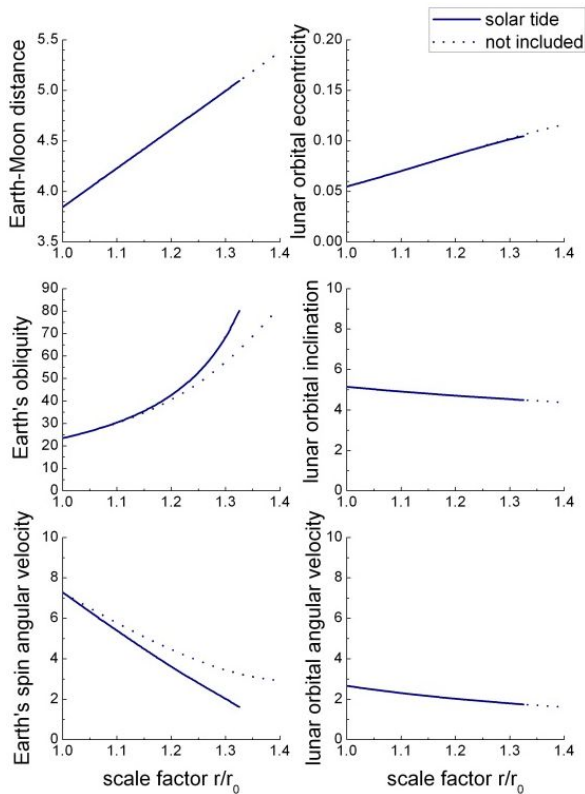 solar tide
not included
Earth-Moon distance
5.5
5.0
4.5
4.0
3.5
1.0 1.1 1.2 1.3 1.4
lunar orbital eccentricity
0.20
0.15
0.10
0.05
0.00
1.0 1.1 1.2 1.3 1.4
Earth's obliquity
90
80
70
60
50
40
30
20
10
00
1.0 1.1 1.2 1.3 1.4
lunar orbital inclination
10
8
6
4
2
0
1.0 1.1 1.2 1.3 1.4
Earth's spin angular velocity
10
8
6
4
2
0
1.0 1.1 1.2 1.3 1.4
scale factor r/r0
lunar orbital angular velocity
10
8
6
4
2
0
1.0 1.1 1.2 1.3 1.4
scale factor r/r0